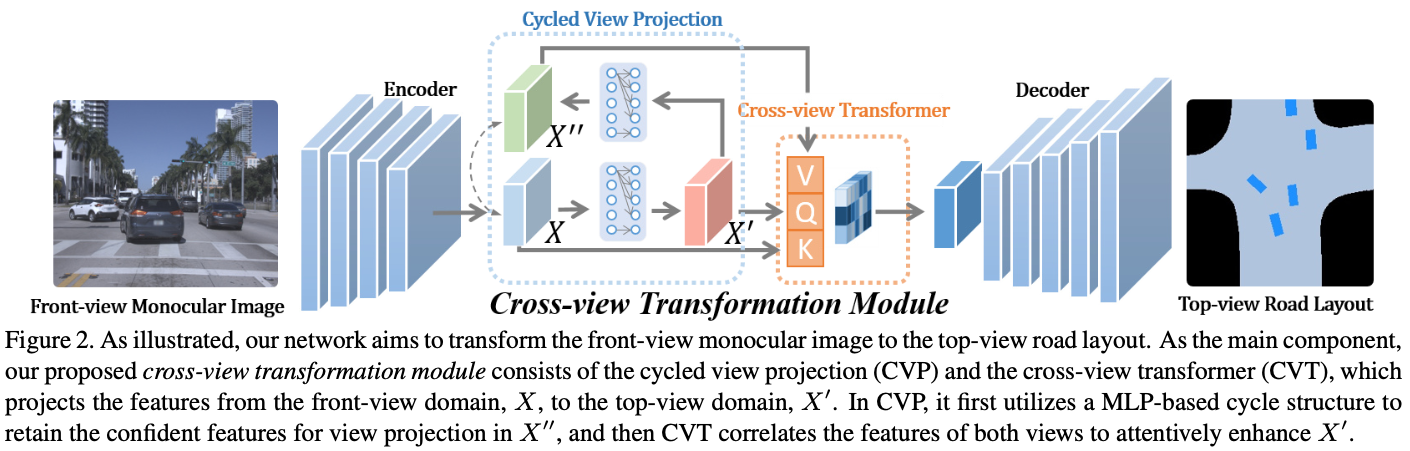 Cycled View Projection
Encoder
Cross-view Transformer
Decoder
X′′
X
X′
V
Q
K
Front-view Monocular Image
Cross-view Transformation Module
Top-view Road Layout
Figure 2. As illustrated, our network aims to transform the front-view monocular image to the top-view road layout. As the main component,
our proposed cross-view transformation module consists of the cycled view projection (CVP) and the cross-view transformer (CVT), which
projects the features from the front-view domain, X, to the top-view domain, X′. In CVP, it first utilizes a MLP-based cycle structure to
retain the confident features for view projection in X′′, and then CVT correlates the features of both views to attentively enhance X′.